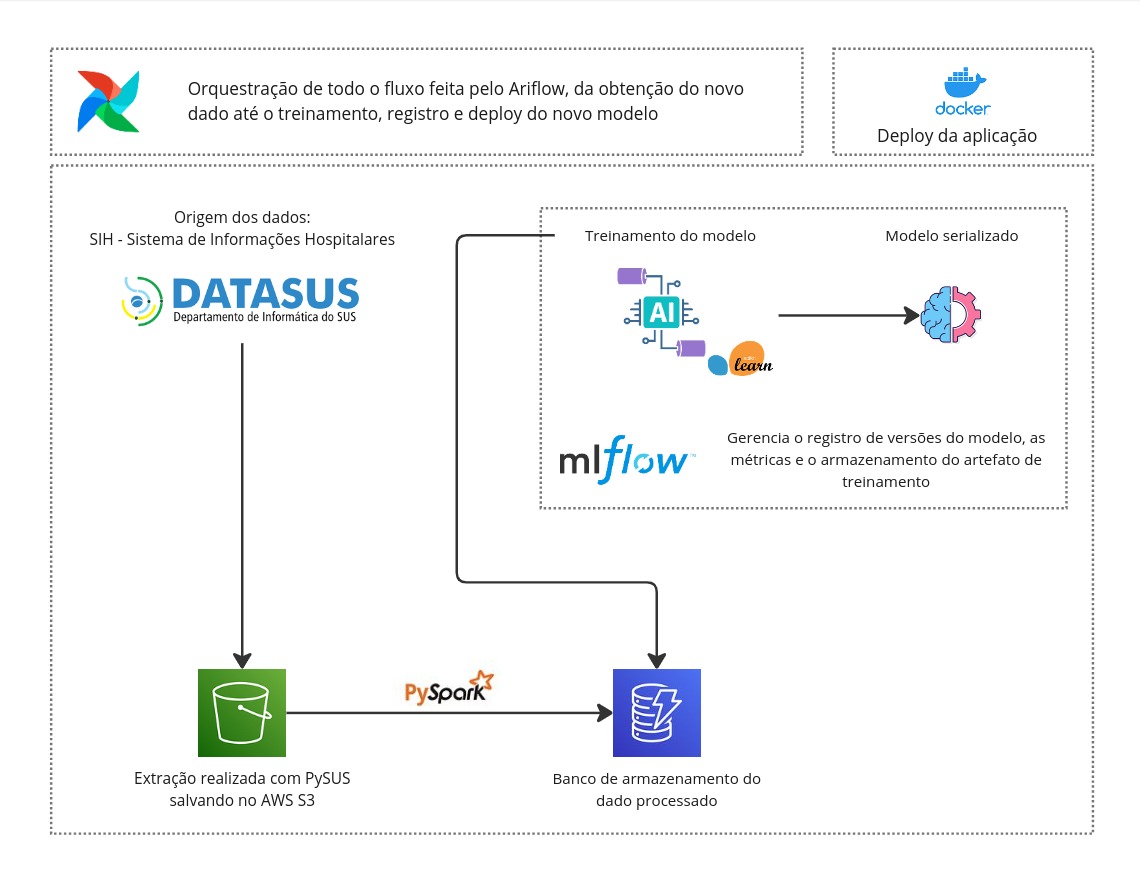 Orquestração de todo o fluxo feita pelo Ariflow, da obtenção do novo
dado até o treinamento, registro e deploy do novo modelo
docker
Deploy da aplicação
Origem dos dados:
SIH - Sistema de Informações Hospitalares
DATASUS
Departamento de Informática do SUS
Treinamento do modelo
Modelo serializado
AI
learn
mlflow™
Gerencia o registro de versões do modelo, as
métricas e o armazenamento do artefato de
treinamento
PySpark
Extração realizada com PySUS
salvando no AWS S3
Banco de armazenamento do
dado processado